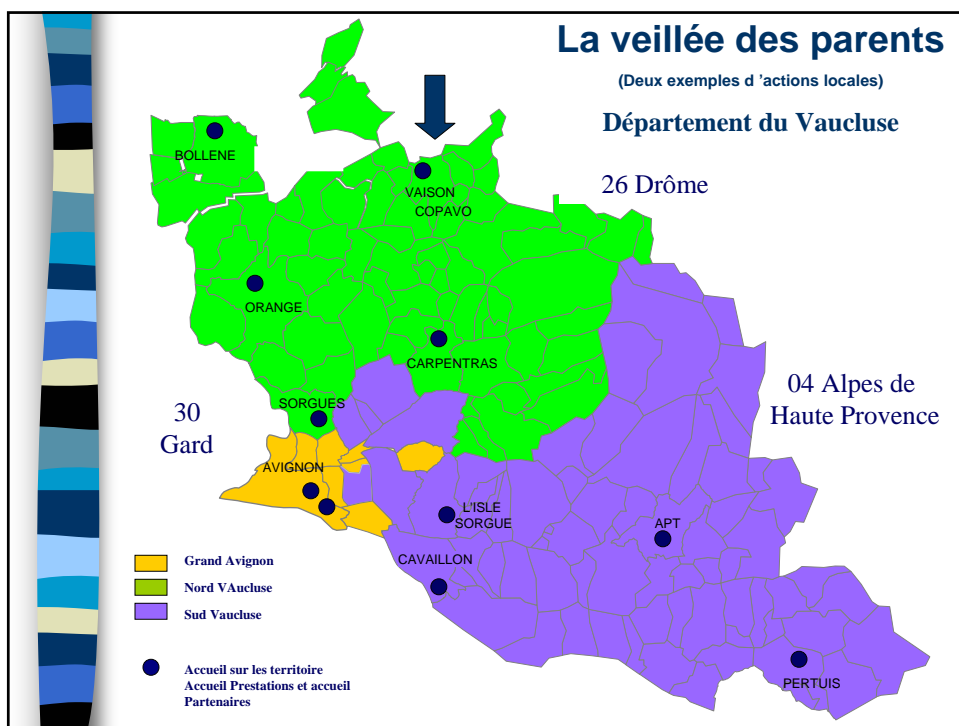 La veillée des parents
(Deux exemples d ’actions locales)
Département du Vaucluse
BOLLENE
VAISON
COPAVO
26 Drôme
ORANGE
CARPENTRAS
SORGUES
30
Gard
04 Alpes de
Haute Provence
AVIGNON
L'ISLE
SORGUE
APT
CAVAILLON
PERTUIS
Grand Avignon
Nord VAucluse
Sud Vaucluse
Accueil sur les territoire
Accueil Prestations et accueil
Partenaires